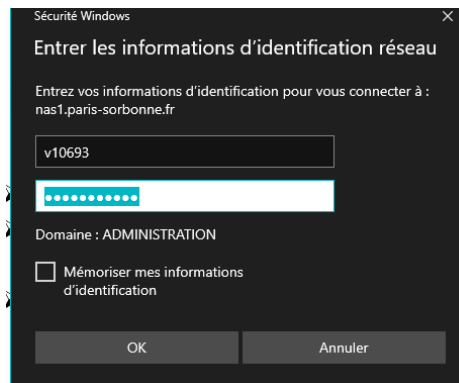 Sécurité Windows
Entrer les informations d'identification réseau
Entrez vos informations d'identification pour vous connecter à :
nas1.paris-sorbonne.fr
v10693
●●●●●●●●●●●
Domaine : ADMINISTRATION
Mémoriser mes informations
d'identification
OK Annuler